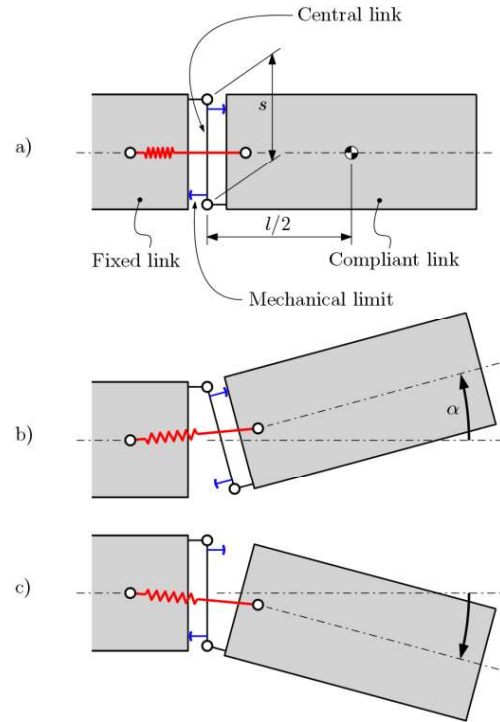 Central link
a)
s
l/2
Fixed link
Compliant link
Mechanical limit
b)
α
c)
α